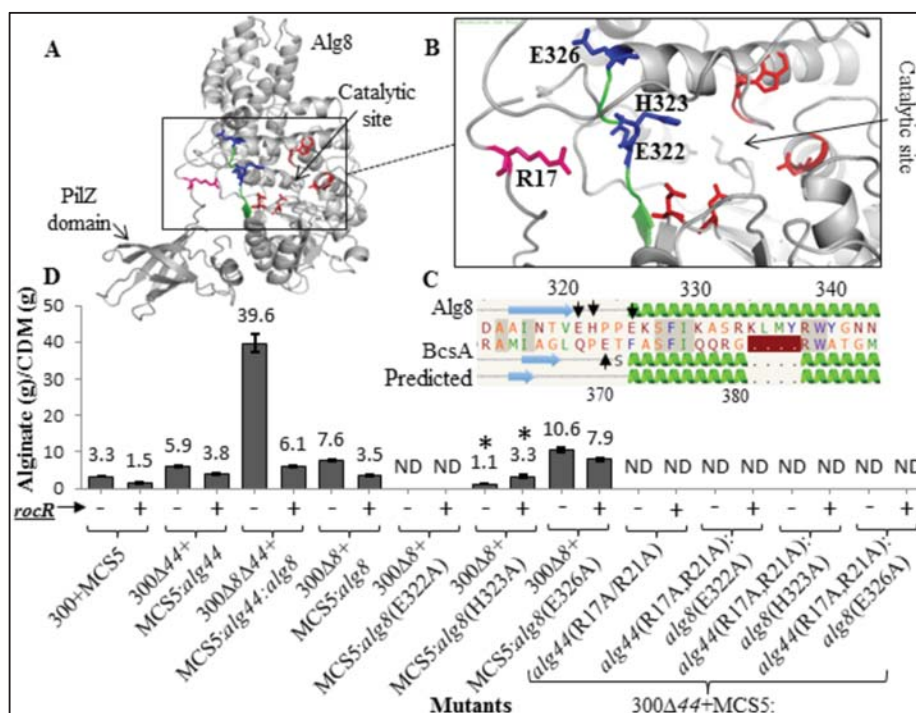 A
Alg8
Catalytic
site
PilZ
domain
B
E326
H323
E322
R17
Catalytic
site
C
320 330 340
Alg8
DAAINTVEHPPEKSFIKASRKLMYRWYGNN
BcsA
RAMIAGLQPETFASFIQQRG....RWATGM
S
Predicted
370 380
D
Alginate (g)/CDM (g)
50
40
30
20
10
0
3.3 1.5 5.9 3.8 39.6 6.1 7.6 3.5 ND ND * 1.1 * 3.3 10.6 7.9 ND ND ND ND ND ND ND ND
rocR - + - + - + - + - + - + - + - + - + - + - +
300+MCS5
300Δ44+
MCS5:alg44
300Δ8Δ44+
MCS5:alg44:alg8
300Δ8+
MCS5:alg8
300Δ8+
MCS5:alg8(E322A)
300Δ8+
MCS5:alg8(H323A)
300Δ8+
MCS5:alg8(E326A)
alg44(R17A/R21A)
alg44(R17A,R21A):
alg8(E322A)
alg44(R17A,R21A):
alg8(H323A)
alg44(R17A,R21A):
alg8(E326A)
Mutants
300Δ44+MCS5: